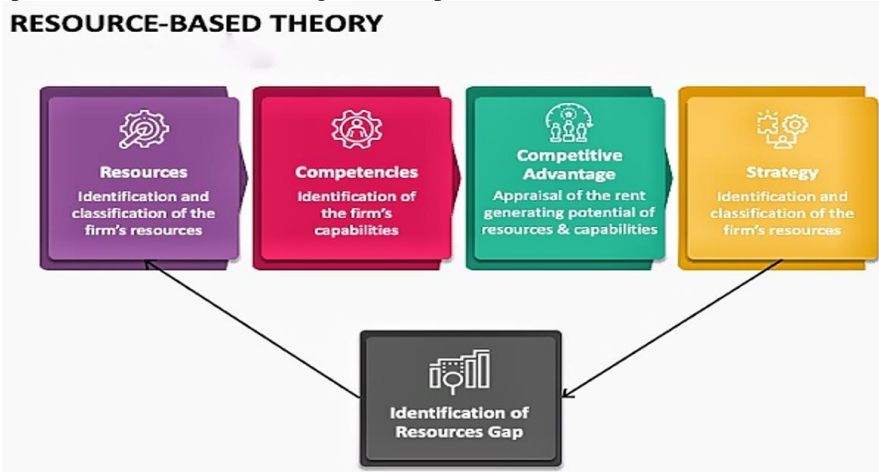 RESOURCE-BASED THEORY
Resources
Identification and
classification of the
firm's resources
Competencies
Identification of
the firm's
capabilities
Competitive
Advantage
Appraisal of the rent
generating potential of
resources & capabilities
Strategy
Identification and
classification of the
firm's resources
Identification of
Resources Gap